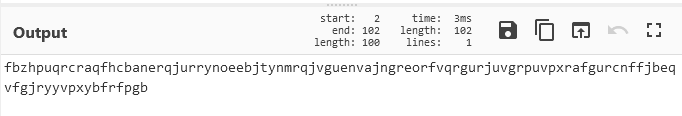 start: 2 time: 3ms
Output end: 102 length: 102
length: 100 lines: 1
fbzhpuqrcraqfhcbanerqjurrynoeebjtynmrqjvguenvajngreorfvqrgurjuvgrpuvpxrafgurcnffjbeq
vfgjryyvpxybfrfpgb